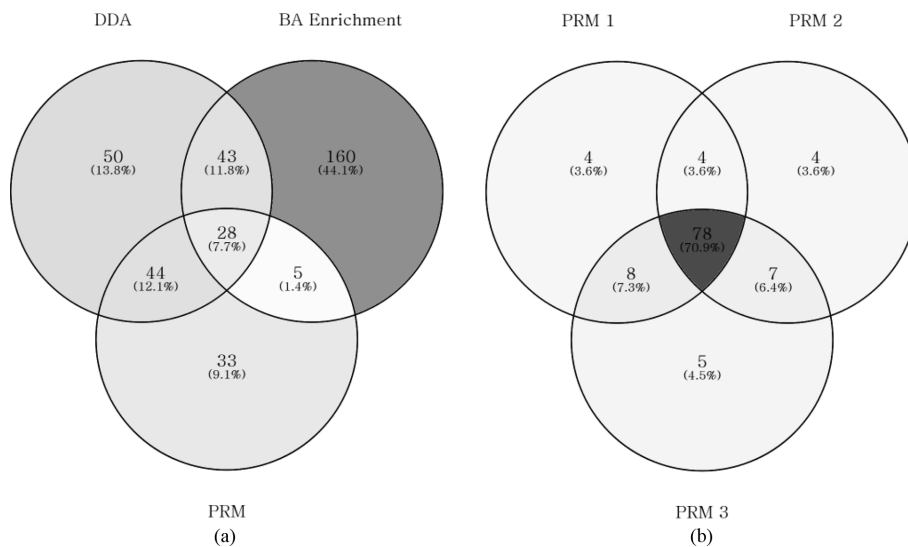 DDA BA Enrichment PRM 1 PRM 2
50 43 160 4 4 4
(13.8%) (11.8%) (44.1%) (3.6%) (3.6%) (3.6%)
28 78
(7.7%) (70.9%)
44 5 8 7
(12.1%) (1.4%) (7.3%) (6.4%)
33 5
(9.1%) (4.5%)
PRM PRM 3
(a) (b)